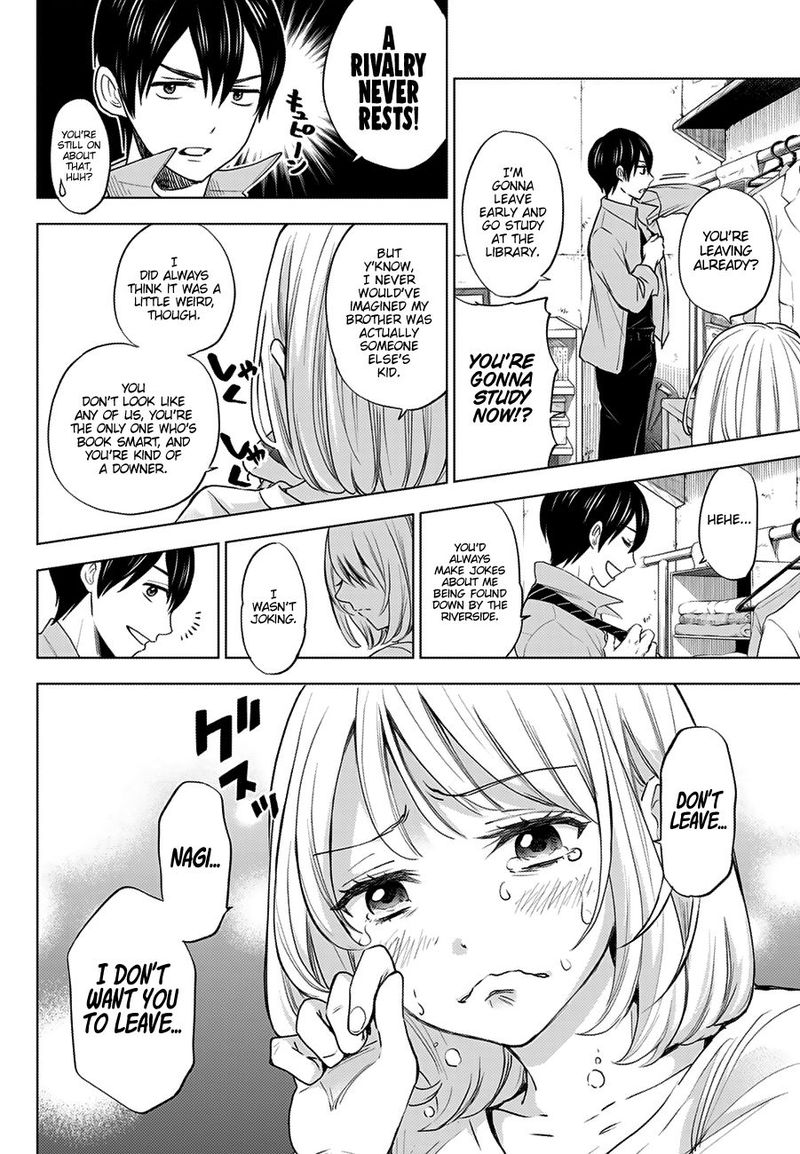 YOU'RE
LEAVING
ALREADY?
I'M
GONNA
LEAVE
EARLY AND
GO STUDY
AT THE
LIBRARY.
YOU'RE
GONNA
STUDY
NOW!?
A
RIVALRY
NEVER
RESTS!
キュピーン
YOU'RE
STILL ON
ABOUT
THAT,
HUH?
BUT
Y'KNOW,
I NEVER
WOULD'VE
IMAGINED MY
BROTHER WAS
ACTUALLY
SOMEONE
ELSE'S
KID.
I
DID ALWAYS
THINK IT WAS A
LITTLE WEIRD,
THOUGH.
しゃこ
しゃこ
YOU
DON'T LOOK LIKE
ANY OF US, YOU'RE
THE ONLY ONE WHO'S
BOOK SMART, AND
YOU'RE KIND OF
A DOWNER.
HEHE...
YOU'D
ALWAYS
MAKE JOKES
ABOUT ME
BEING FOUND
DOWN BY THE
RIVERSIDE.
I
WASN'T
JOKING.
DON'T
LEAVE...
グスッ
NAGI...
I DON'T
WANT YOU
TO LEAVE...